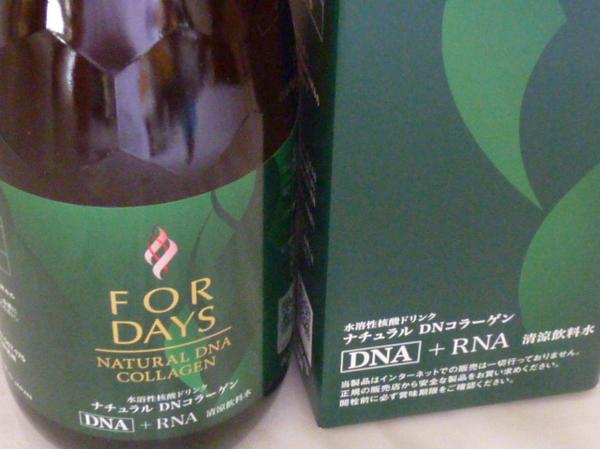 FOR
DAYS
NATURAL DNA
COLLAGEN
水溶性核酸ドリンク
ナチュラル DNコラーゲン
DNA + RNA 清涼飲料水
水溶性核酸ドリンク
ナチュラル DNコラーゲン
DNA + RNA 清涼飲料水
当製品はインターネットでの販売は一切行っておりません。
正規の販売店から安全な製品をお買い求めください。
開栓前に必ず賞味期限をご確認ください。